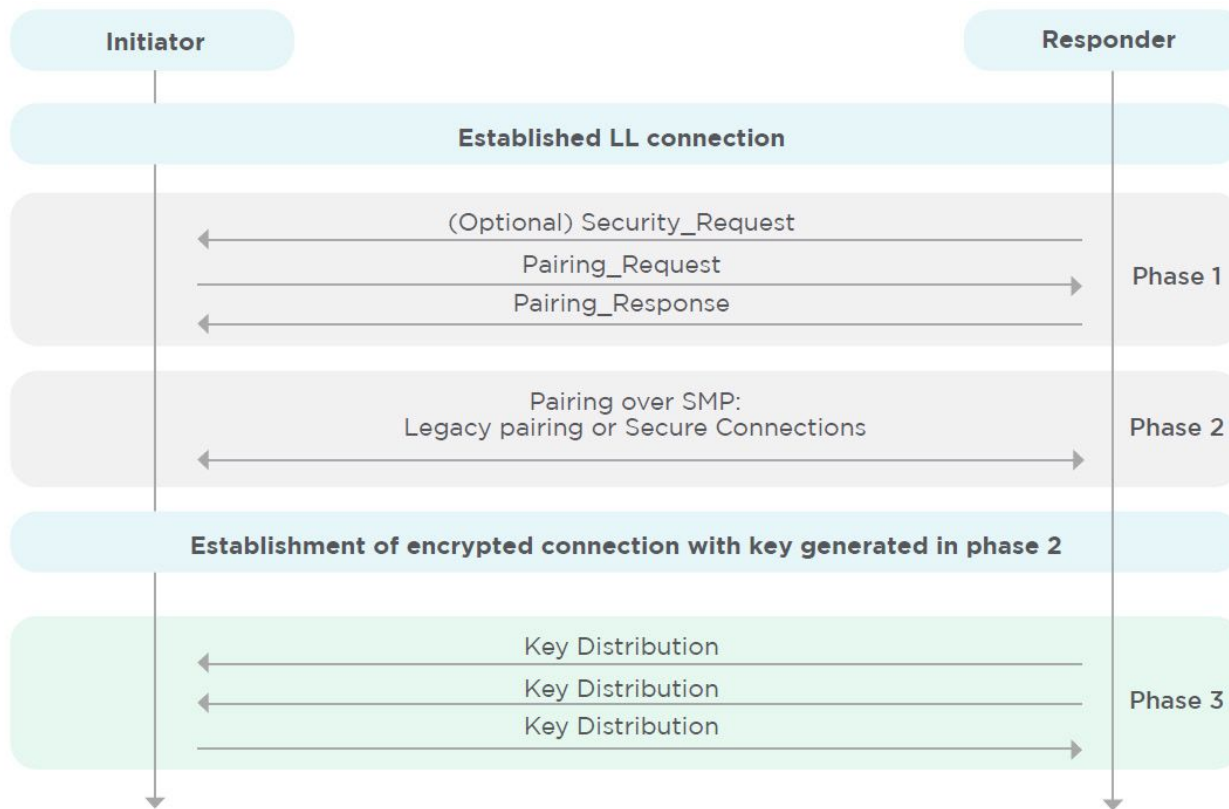 Initiator
Responder
Established LL connection
(Optional) Security_Request
Pairing_Request
Pairing_Response
Phase 1
Pairing over SMP:
Legacy pairing or Secure Connections
Phase 2
Establishment of encrypted connection with key generated in phase 2
Key Distribution
Key Distribution
Key Distribution
Phase 3